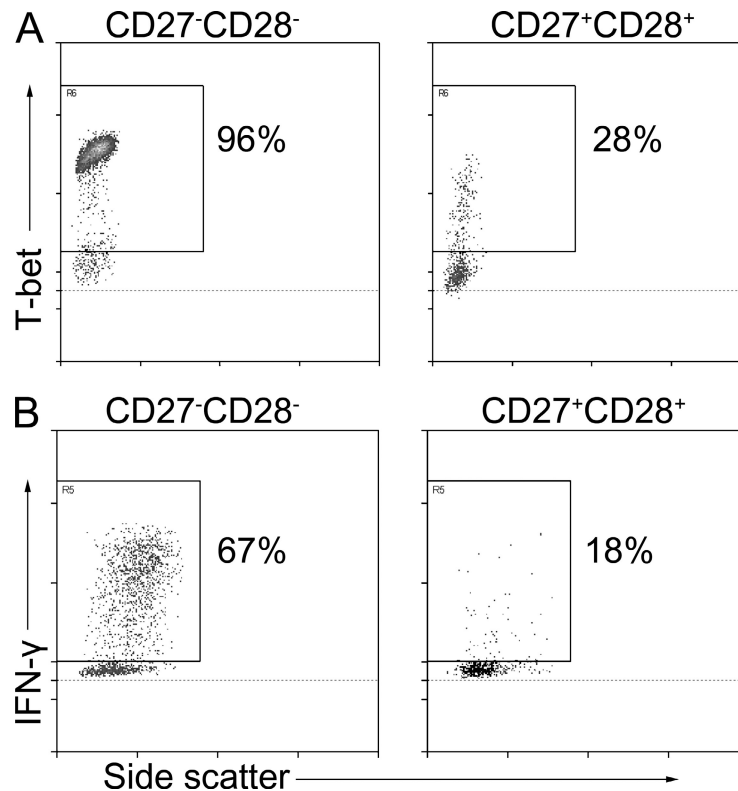 A
CD27⁻CD28⁻
CD27⁺CD28⁺
R6
96%
R6
28%
T-bet
B
CD27⁻CD28⁻
CD27⁺CD28⁺
R5
67%
R5
18%
IFN-γ
Side scatter